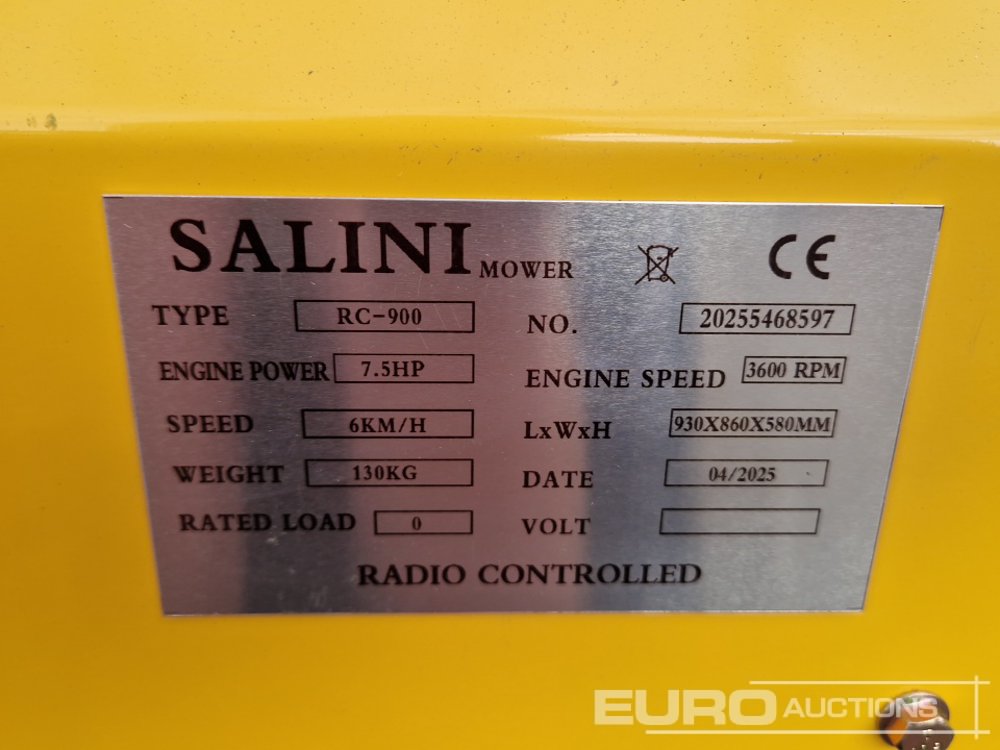 SALINI MOWER CE
TYPE RC-900 NO. 20255468597
ENGINE POWER 7.5HP ENGINE SPEED 3600 RPM
SPEED 6KM/H LxWxH 930X860X580MM
WEIGHT 130KG DATE 04/2025
RATED LOAD 0 VOLT
RADIO CONTROLLED
EURO AUCTIONS